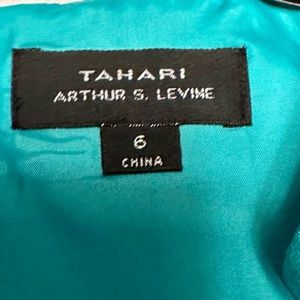 TAHARI
ARTHUR S. LEVINE
6
CHINA